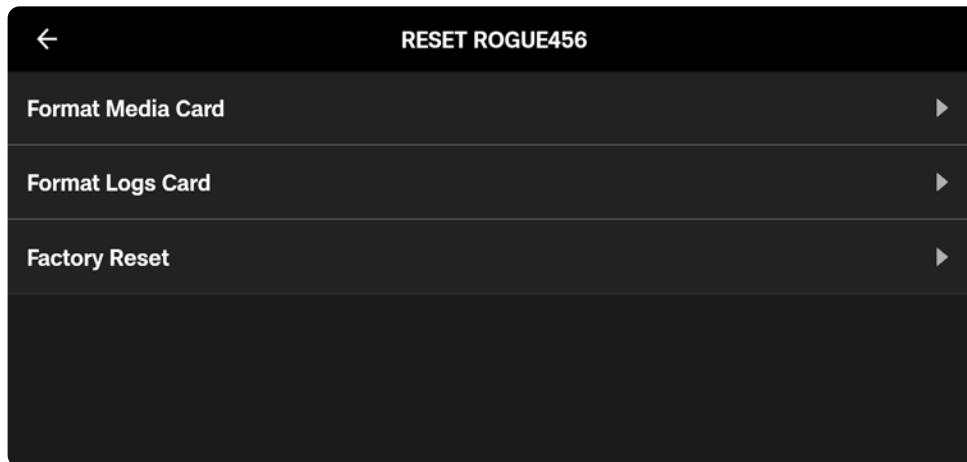 RESET ROGUE456
Format Media Card
Format Logs Card
Factory Reset